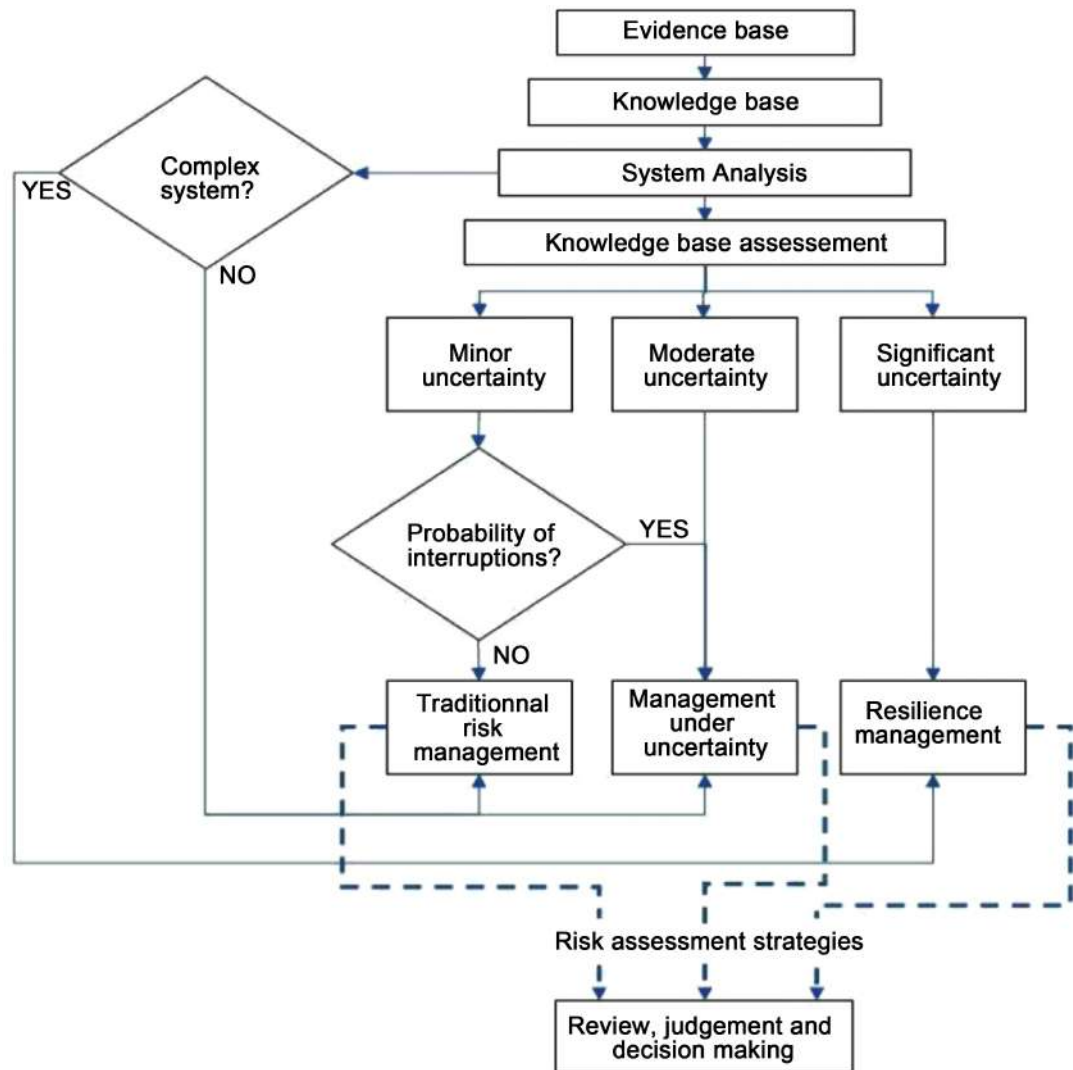 Evidence base
Knowledge base
System Analysis
Complex
system?
YES
NO
Knowledge base assessement
Minor
uncertainty
Moderate
uncertainty
Significant
uncertainty
Probability of
interruptions?
YES
NO
Traditionnal
risk
management
Management
under
uncertainty
Resilience
management
Risk assessment strategies
Review, judgement and
decision making